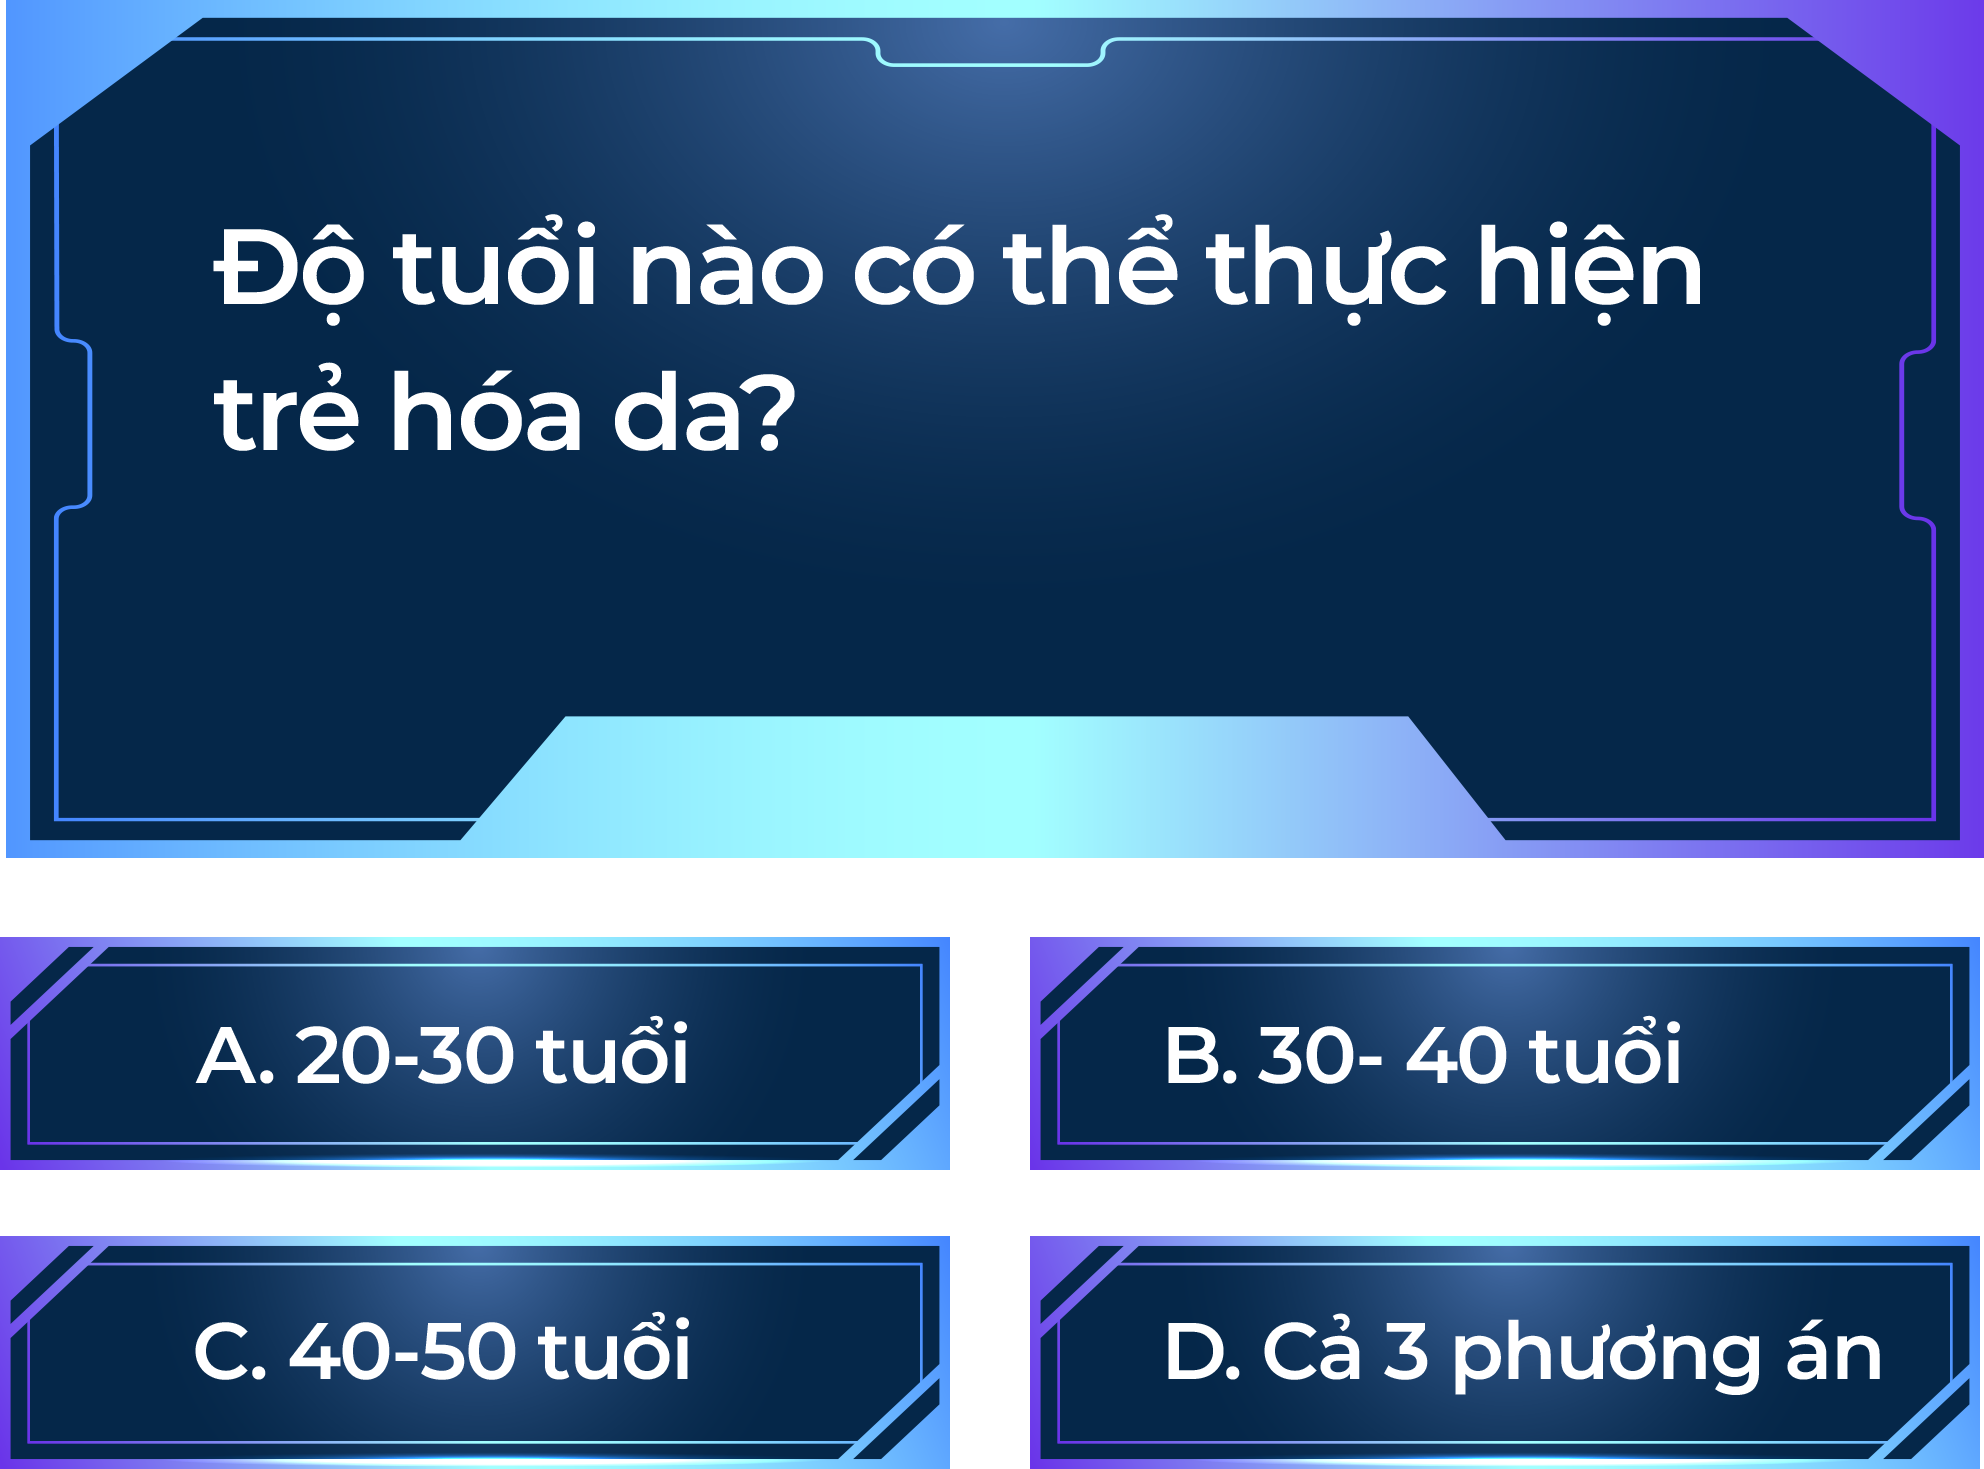 Độ tuổi nào có thể thực hiện
trẻ hóa da?
A. 20-30 tuổi
B. 30- 40 tuổi
C. 40-50 tuổi
D. Cả 3 phương án